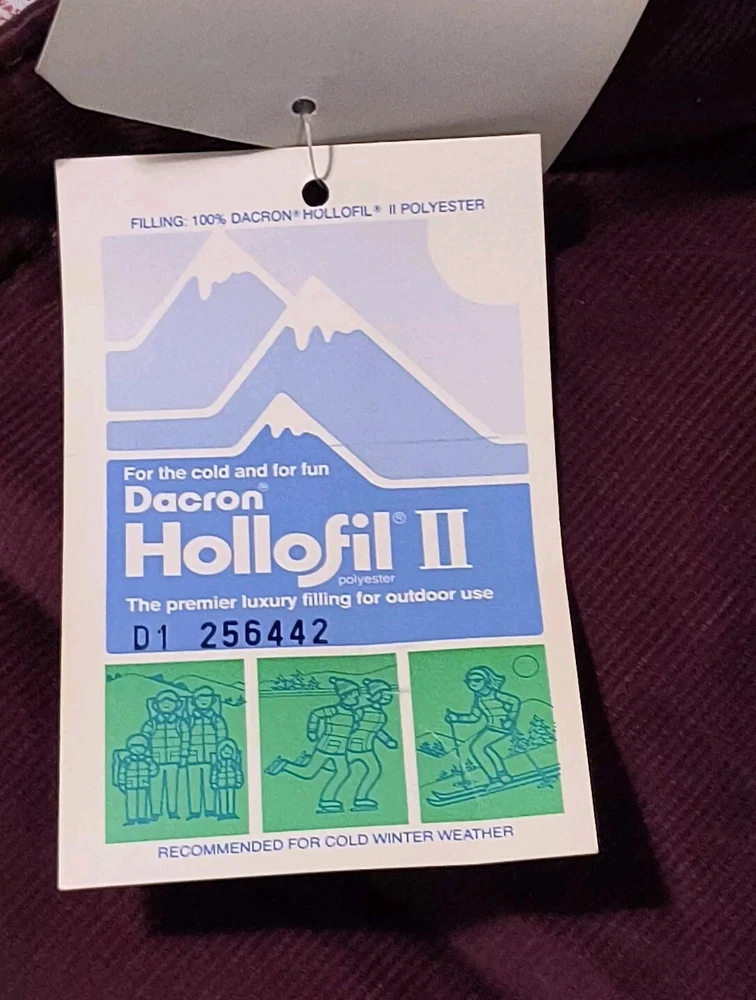 FILLING: 100% DACRON® HOLLOFIL® II POLYESTER
For the cold and for fun
Dacron®
Hollofil® II
polyester
The premier luxury filling for outdoor use
D1 256442
RECOMMENDED FOR COLD WINTER WEATHER